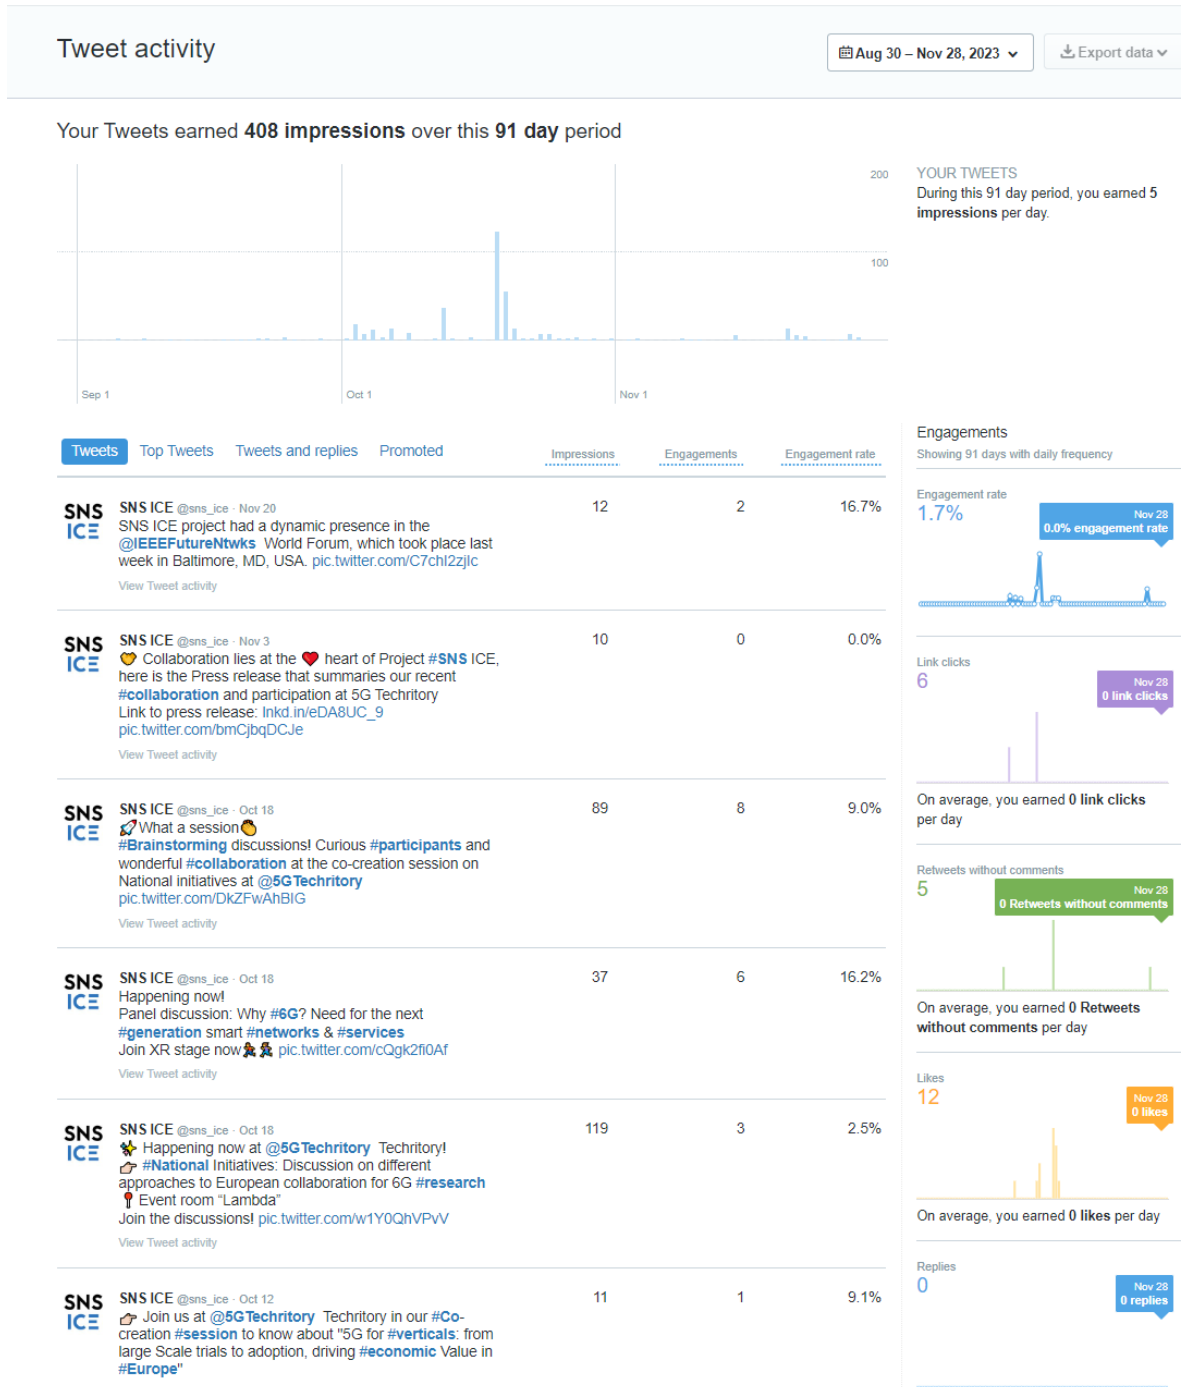 Tweet activity
Aug 30 – Nov 28, 2023
Export data
Your Tweets earned 408 impressions over this 91 day period
200
100
Sep 1
Oct 1
Nov 1
YOUR TWEETS
During this 91 day period, you earned 5
impressions per day.
Tweets Top Tweets Tweets and replies Promoted
Impressions Engagements Engagement rate
SNS ICE
SNS ICE @sns_ice · Nov 20
SNS ICE project had a dynamic presence in the
@IEEEFutureNtwks World Forum, which took place last
week in Baltimore, MD, USA. pic.twitter.com/C7chI2zjlc
View Tweet activity
12 2 16.7%
SNS ICE
SNS ICE @sns_ice · Nov 3
Collaboration lies at the ❤ heart of Project #SNS ICE,
here is the Press release that summaries our recent
#collaboration and participation at 5G Techritory
Link to press release: lnkd.in/eDA8UC_9
pic.twitter.com/bmCjbqDCJe
View Tweet activity
10 0 0.0%
SNS ICE
SNS ICE @sns_ice · Oct 18
🚀What a session👏
#Brainstorming discussions! Curious #participants and
wonderful #collaboration at the co-creation session on
National initiatives at @5GTechritory
pic.twitter.com/DkZFwAhBIG
View Tweet activity
89 8 9.0%
SNS ICE
SNS ICE @sns_ice · Oct 18
Happening now!
Panel discussion: Why #6G? Need for the next
#generation smart #networks & #services
Join XR stage now🏃🏃 pic.twitter.com/cQgk2fi0Af
View Tweet activity
37 6 16.2%
SNS ICE
SNS ICE @sns_ice · Oct 18
✨ Happening now at @5GTechritory Techritory!
👉 #National Initiatives: Discussion on different
approaches to European collaboration for 6G #research
📍 Event room “Lambda”
Join the discussions! pic.twitter.com/w1Y0QhVPvV
View Tweet activity
119 3 2.5%
SNS ICE
SNS ICE @sns_ice · Oct 12
👉 Join us at @5GTechritory Techritory in our #Co-
creation #session to know about "5G for #verticals: from
large Scale trials to adoption, driving #economic Value in
#Europe"
11 1 9.1%
Engagements
Showing 91 days with daily frequency
Engagement rate
1.7%
Nov 28
0.0% engagement rate
Link clicks
6
Nov 28
0 link clicks
On average, you earned 0 link clicks
per day
Retweets without comments
5
Nov 28
0 Retweets without comments
On average, you earned 0 Retweets
without comments per day
Likes
12
Nov 28
0 likes
On average, you earned 0 likes per day
Replies
0
Nov 28
0 replies